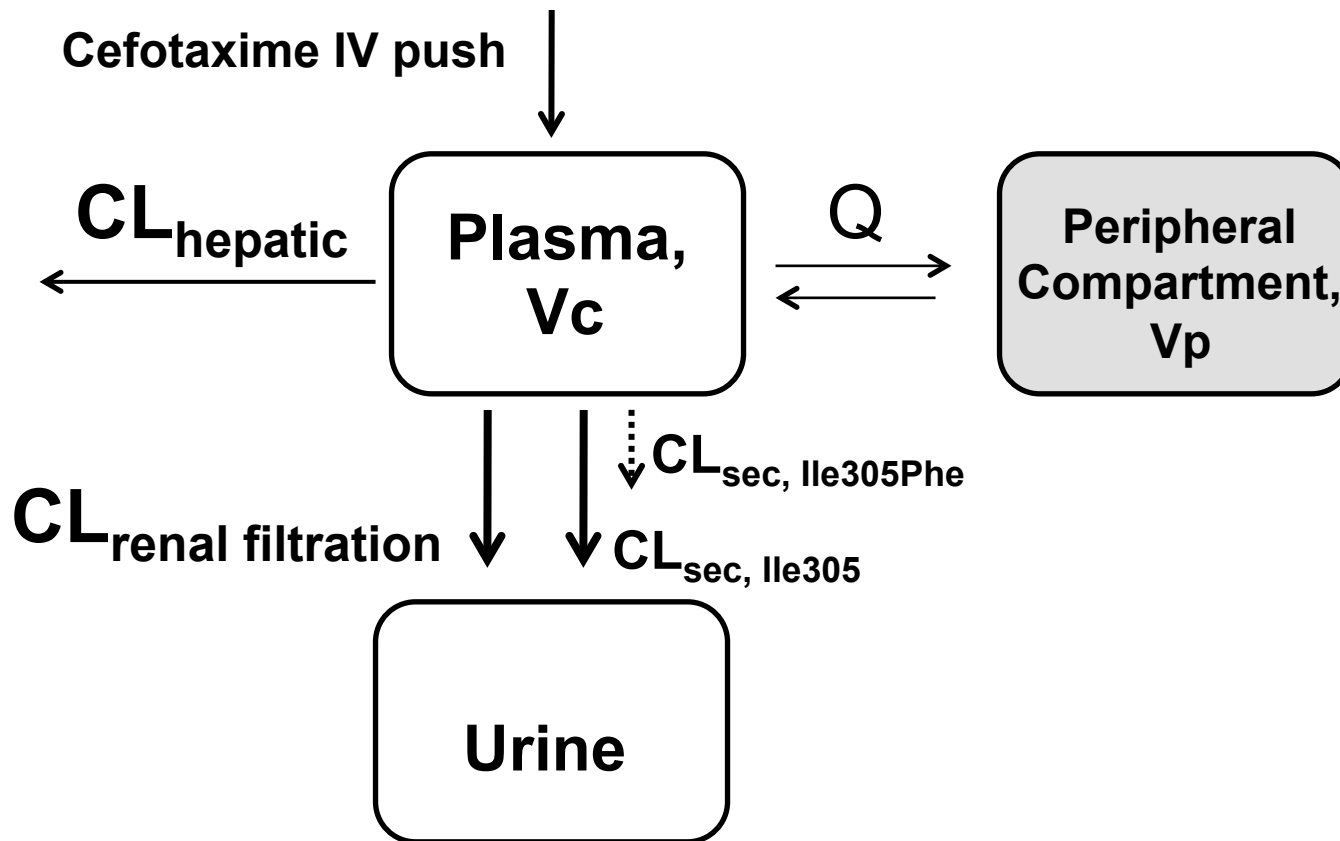 Cefotaxime IV push
CLhepatic
Plasma,
Vc
Q
Peripheral
Compartment,
Vp
CLsec, Ile305Phe
CLrenal filtration
CLsec, Ile305
Urine